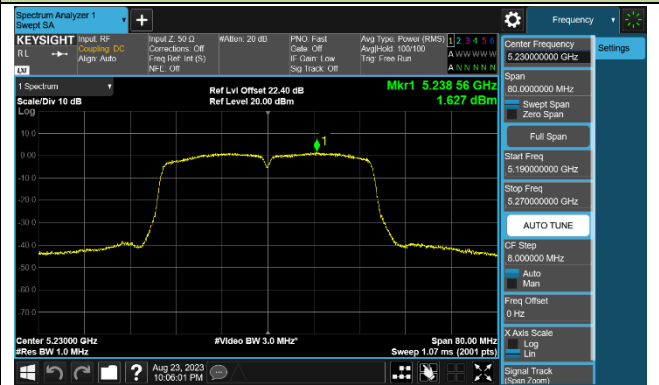 Spectrum Analyzer 1
Swept SA
+
Frequency
KEYSIGHT
RL
LXI
Input: RF
Coupling: DC
Align: Auto
Input Z: 50 Ω
Corrections: Off
Freq Ref: Int (S)
NFE: Off
#Atten: 20 dB
PNO: Fast
Gate: Off
IF Gain: Low
Sig Track: Off
Avg Type: Power (RMS)
Avg|Hold: 100/100
Trig: Free Run
1 2 3 4 5 6
A W W W W W
A N N N N N
Center Frequency
5.230000000 GHz
Settings
Span
80.0000000 MHz
Swept Span
Zero Span
Full Span
Start Freq
5.190000000 GHz
Stop Freq
5.270000000 GHz
AUTO TUNE
CF Step
8.000000 MHz
Auto
Man
Freq Offset
0 Hz
X Axis Scale
Log
Lin
Signal Track
(Span Zoom)
1 Spectrum
Scale/Div 10 dB
Log
Ref Lvl Offset 22.40 dB
Ref Level 20.00 dBm
Mkr1 5.238 56 GHz
1.627 dBm
1
10.0
0.00
-10.0
-20.0
-30.0
-40.0
-50.0
-60.0
-70.0
Center 5.23000 GHz
#Res BW 1.0 MHz
#Video BW 3.0 MHz*
Span 80.00 MHz
Sweep 1.07 ms (2001 pts)
?
Aug 23, 2023
10:06:01 PM